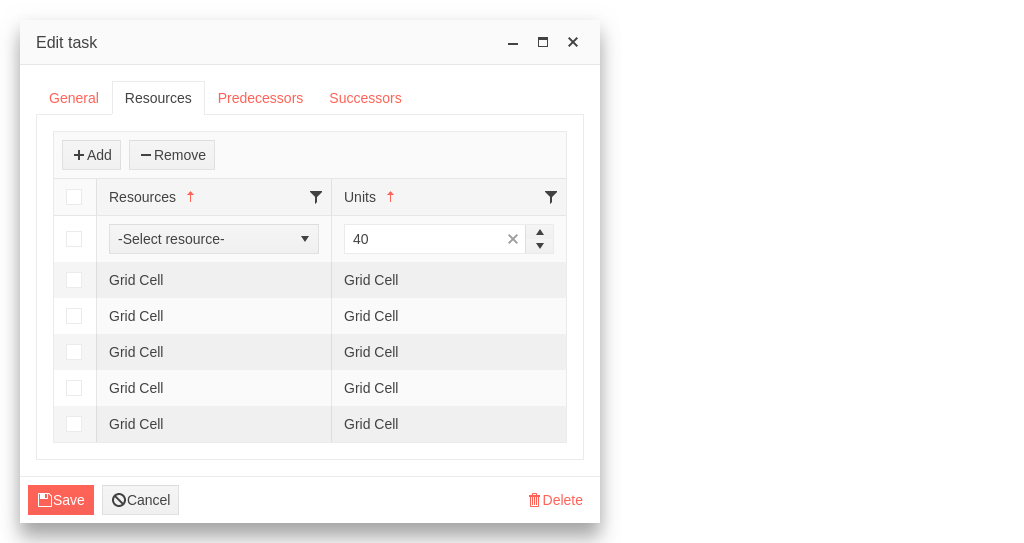 Edit task
General Resources Predecessors Successors
Add Remove
Resources Units
-Select resource- 40
Grid Cell Grid Cell
Grid Cell Grid Cell
Grid Cell Grid Cell
Grid Cell Grid Cell
Grid Cell Grid Cell
Save Cancel Delete